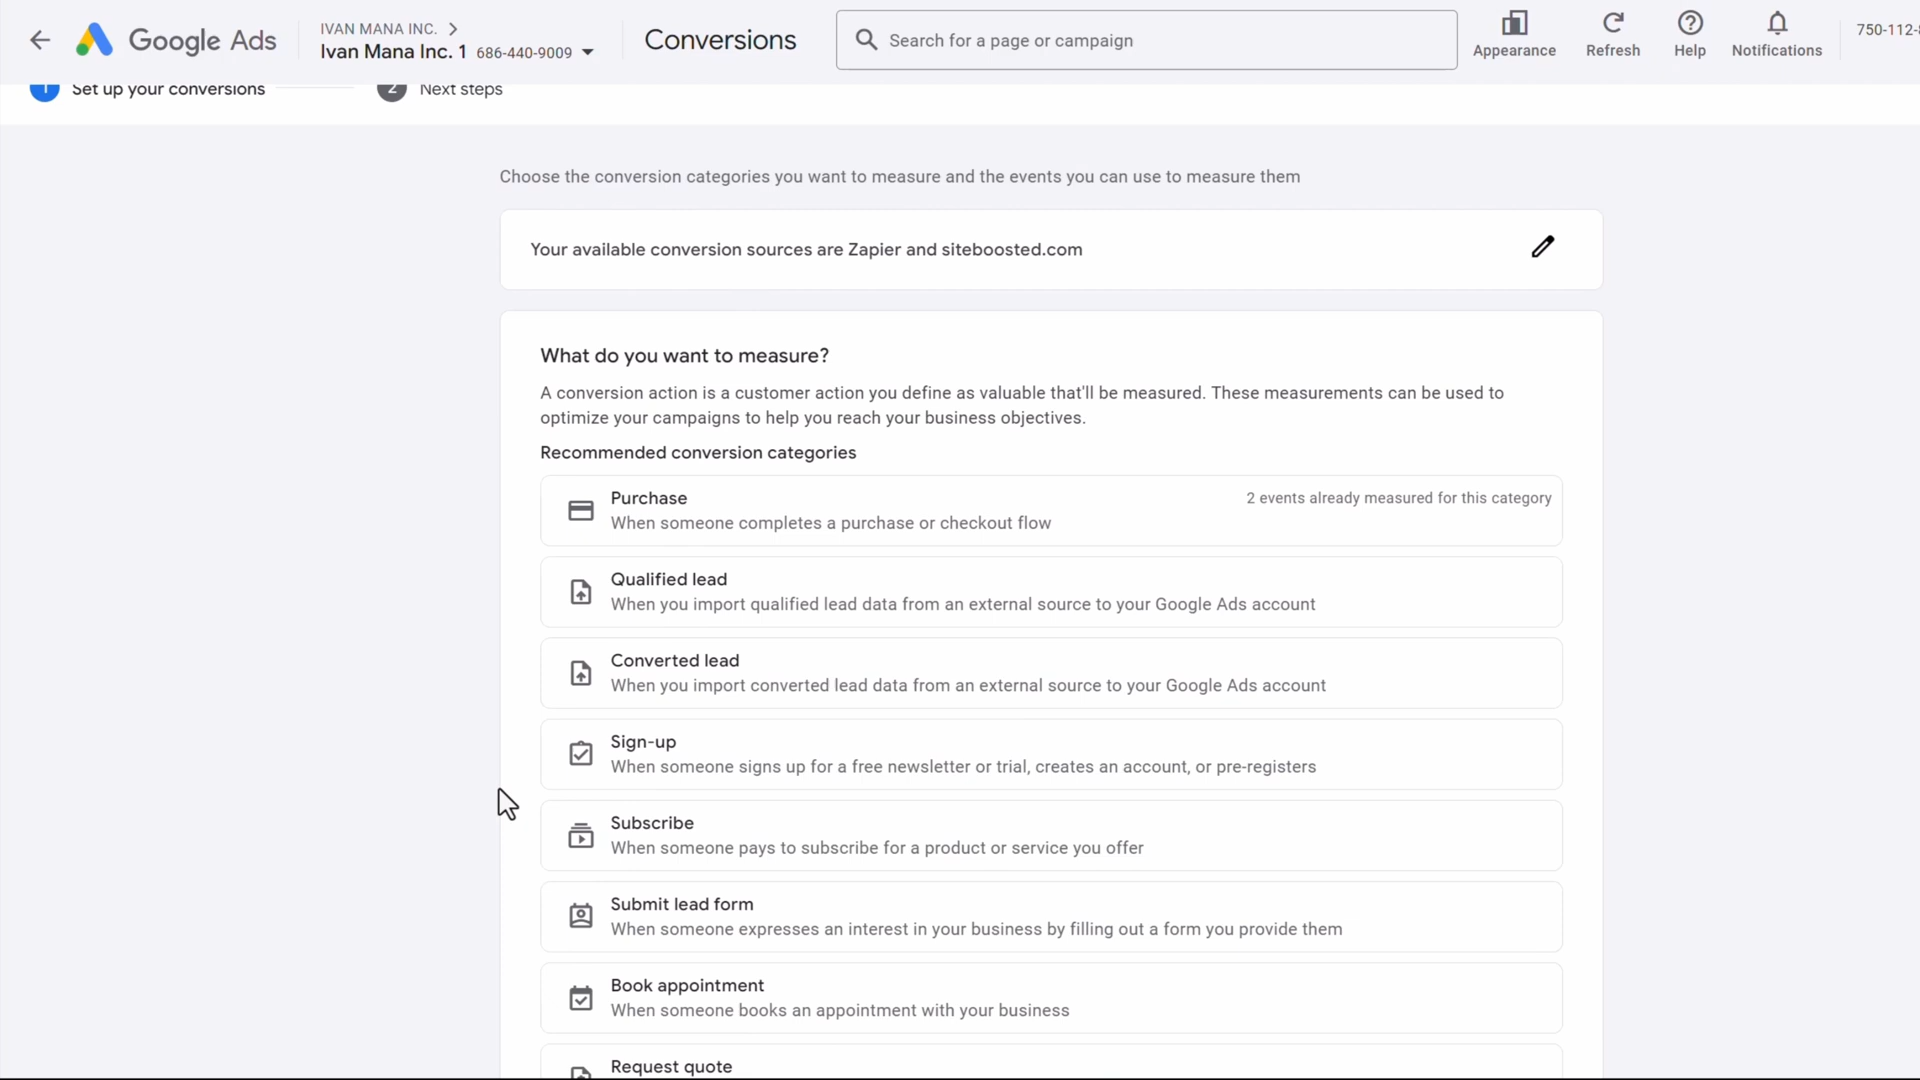 Google Ads
IVAN MANA INC.
Ivan Mana Inc. 1 686-440-9009
Conversions
Search for a page or campaign
Appearance
Refresh
Help
Notifications
750-112-8
1 Set up your conversions
2 Next steps
Choose the conversion categories you want to measure and the events you can use to measure them
Your available conversion sources are Zapier and siteboosted.com
What do you want to measure?
A conversion action is a customer action you define as valuable that'll be measured. These measurements can be used to
optimize your campaigns to help you reach your business objectives.
Recommended conversion categories
Purchase
2 events already measured for this category
When someone completes a purchase or checkout flow
Qualified lead
When you import qualified lead data from an external source to your Google Ads account
Converted lead
When you import converted lead data from an external source to your Google Ads account
Sign-up
When someone signs up for a free newsletter or trial, creates an account, or pre-registers
Subscribe
When someone pays to subscribe for a product or service you offer
Submit lead form
When someone expresses an interest in your business by filling out a form you provide them
Book appointment
When someone books an appointment with your business
Request quote